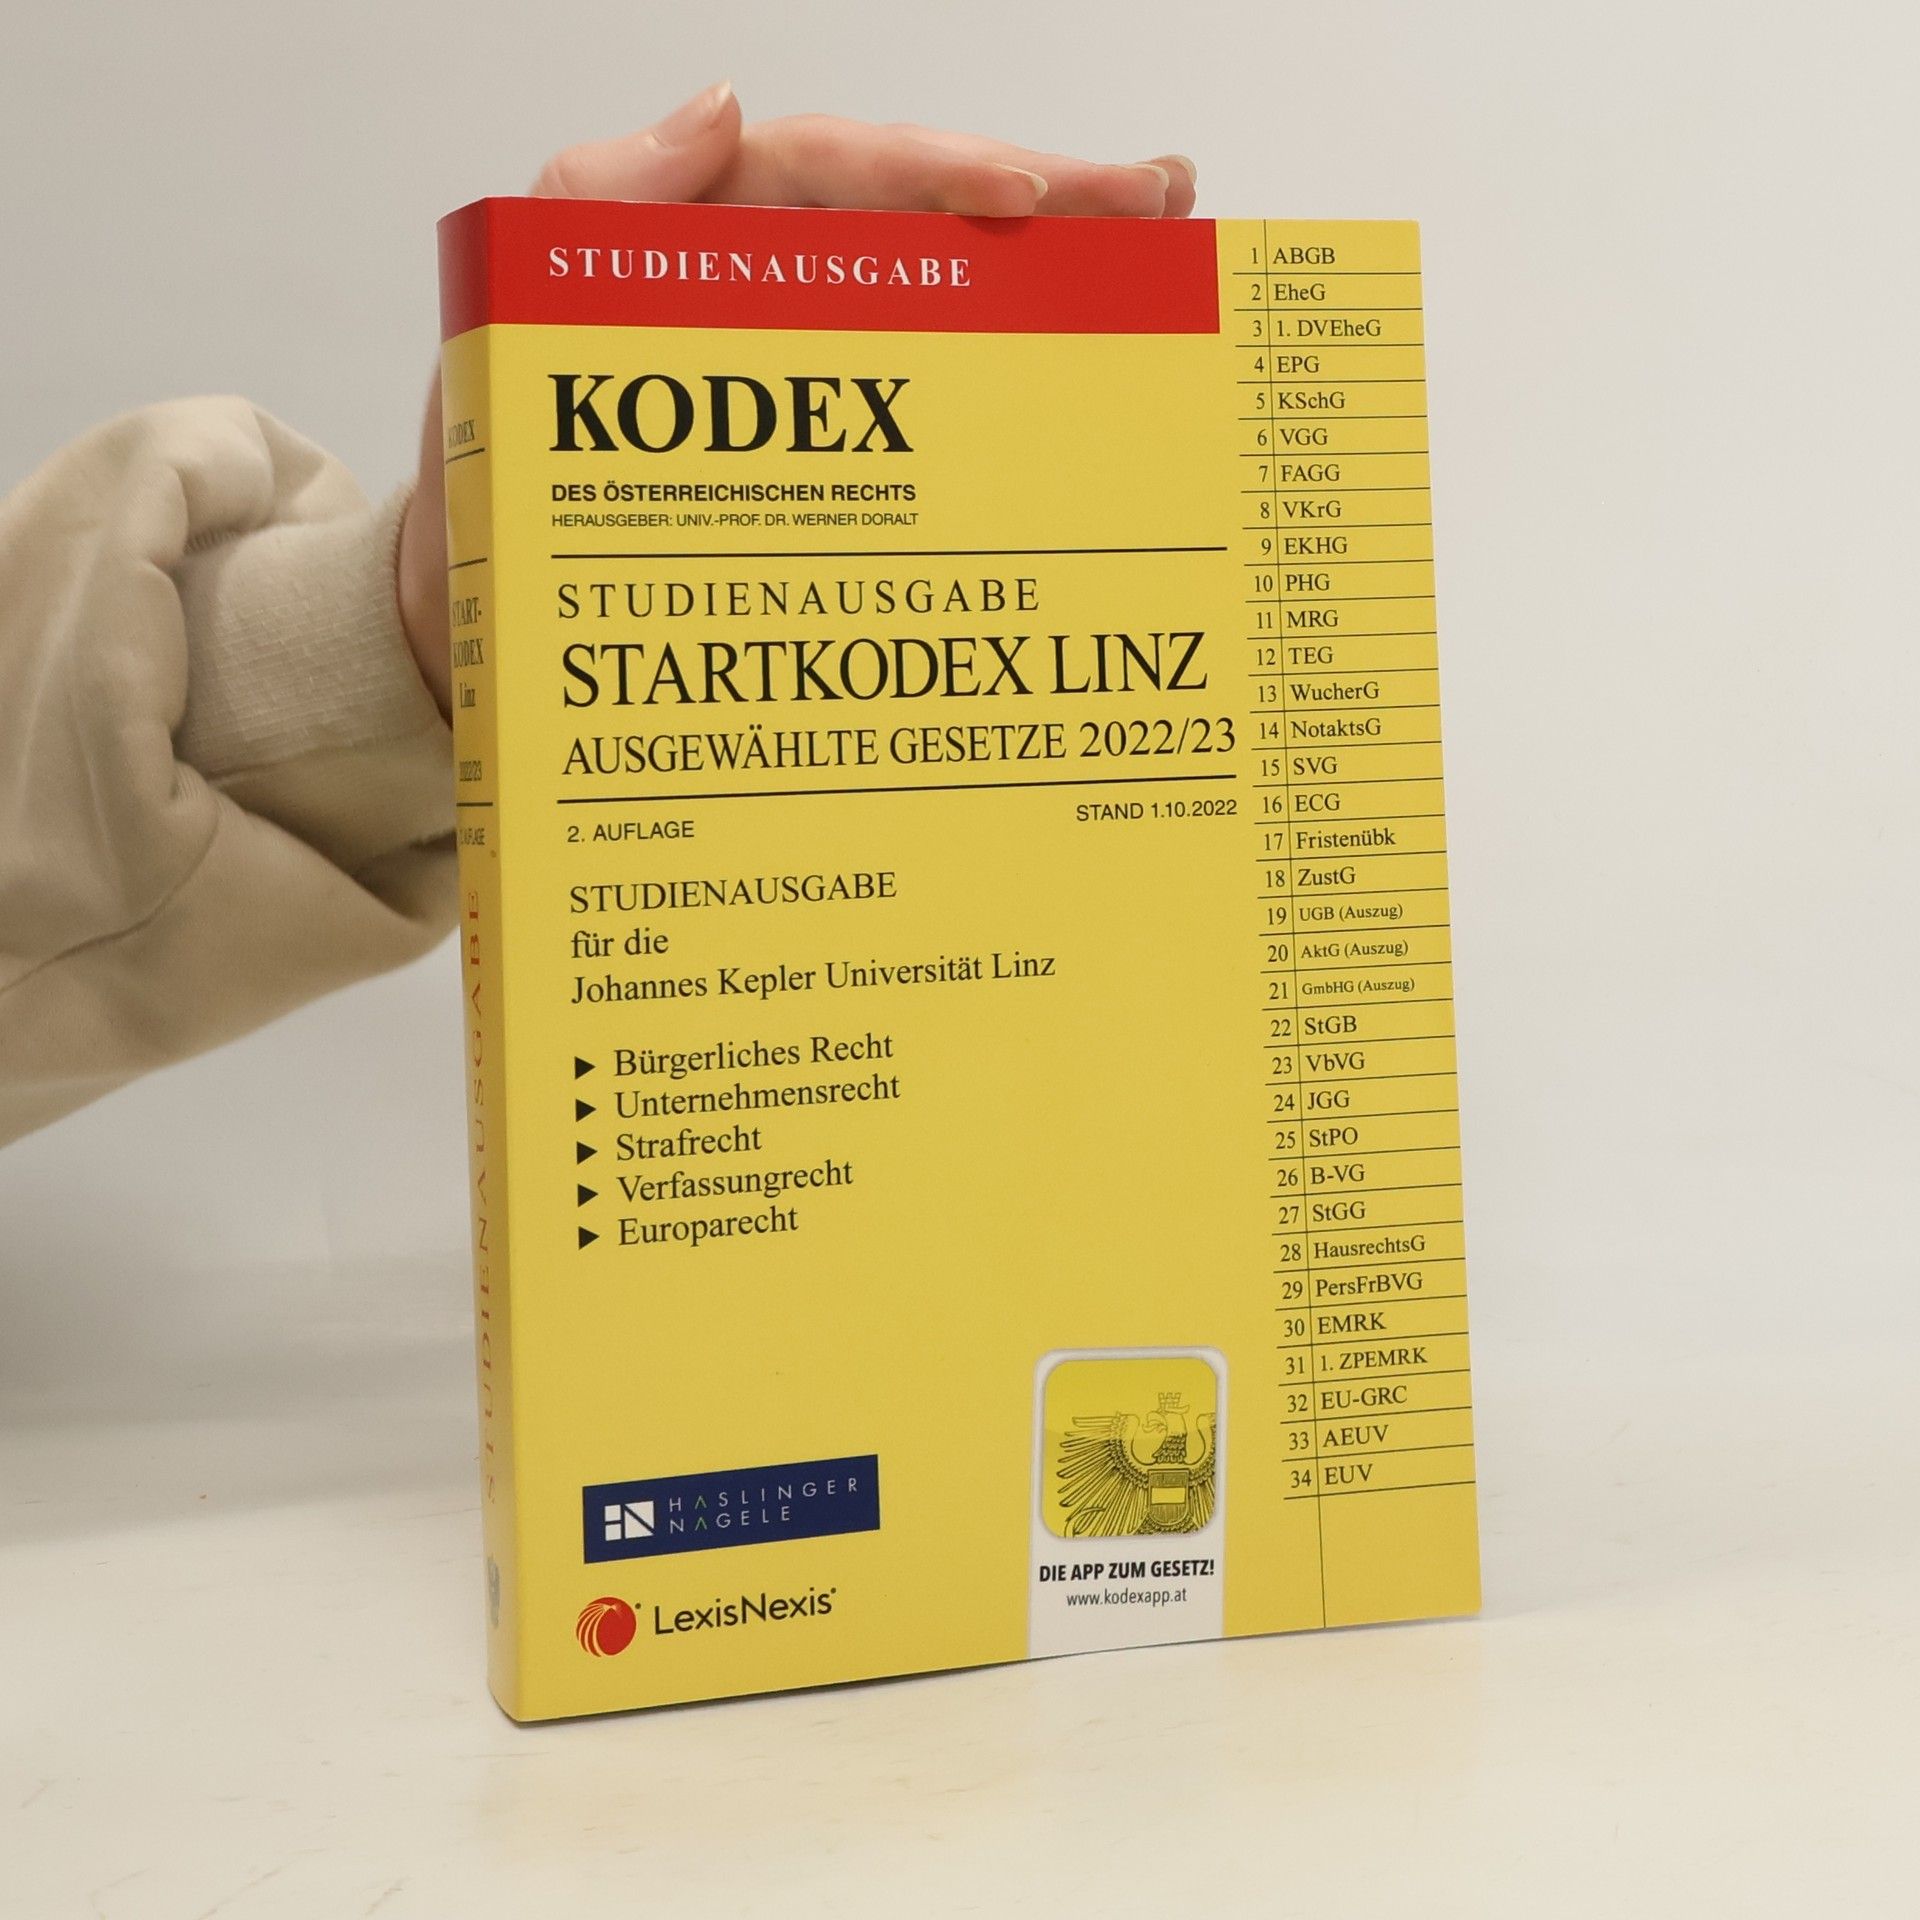 STUDIENAUSGABE
KODEX
DES ÖSTERREICHISCHEN RECHTS
HERAUSGEBER: UNIV.-PROF. DR. WERNER DORALT
STUDIENAUSGABE
STARTKODEX LINZ
AUSGEWÄHLTE GESETZE 2022/23
2. AUFLAGE
STAND 1.10.2022
STUDIENAUSGABE
für die
Johannes Kepler Universität Linz
► Bürgerliches Recht
► Unternehmensrecht
► Strafrecht
► Verfassungrecht
► Europarecht
HASLINGER
NAGELE
LexisNexis®
DIE APP ZUM GESETZ!
www.kodexapp.at
1 ABGB
2 EheG
3 1. DVEheG
4 EPG
5 KSchG
6 VGG
7 FAGG
8 VKrG
9 EKHG
10 PHG
11 MRG
12 TEG
13 WucherG
14 NotaktsG
15 SVG
16 ECG
17 Fristenübk
18 ZustG
19 UGB (Auszug)
20 AktG (Auszug)
21 GmbHG (Auszug)
22 StGB
23 VbVG
24 JGG
25 StPO
26 B-VG
27 StGG
28 HausrechtsG
29 PersFrBVG
30 EMRK
31 1. ZPEMRK
32 EU-GRC
33 AEUV
34 EUV
KODEX
START-
KODEX
Linz
2022/23
2. AUFLAGE
STUDIENAUSGABE